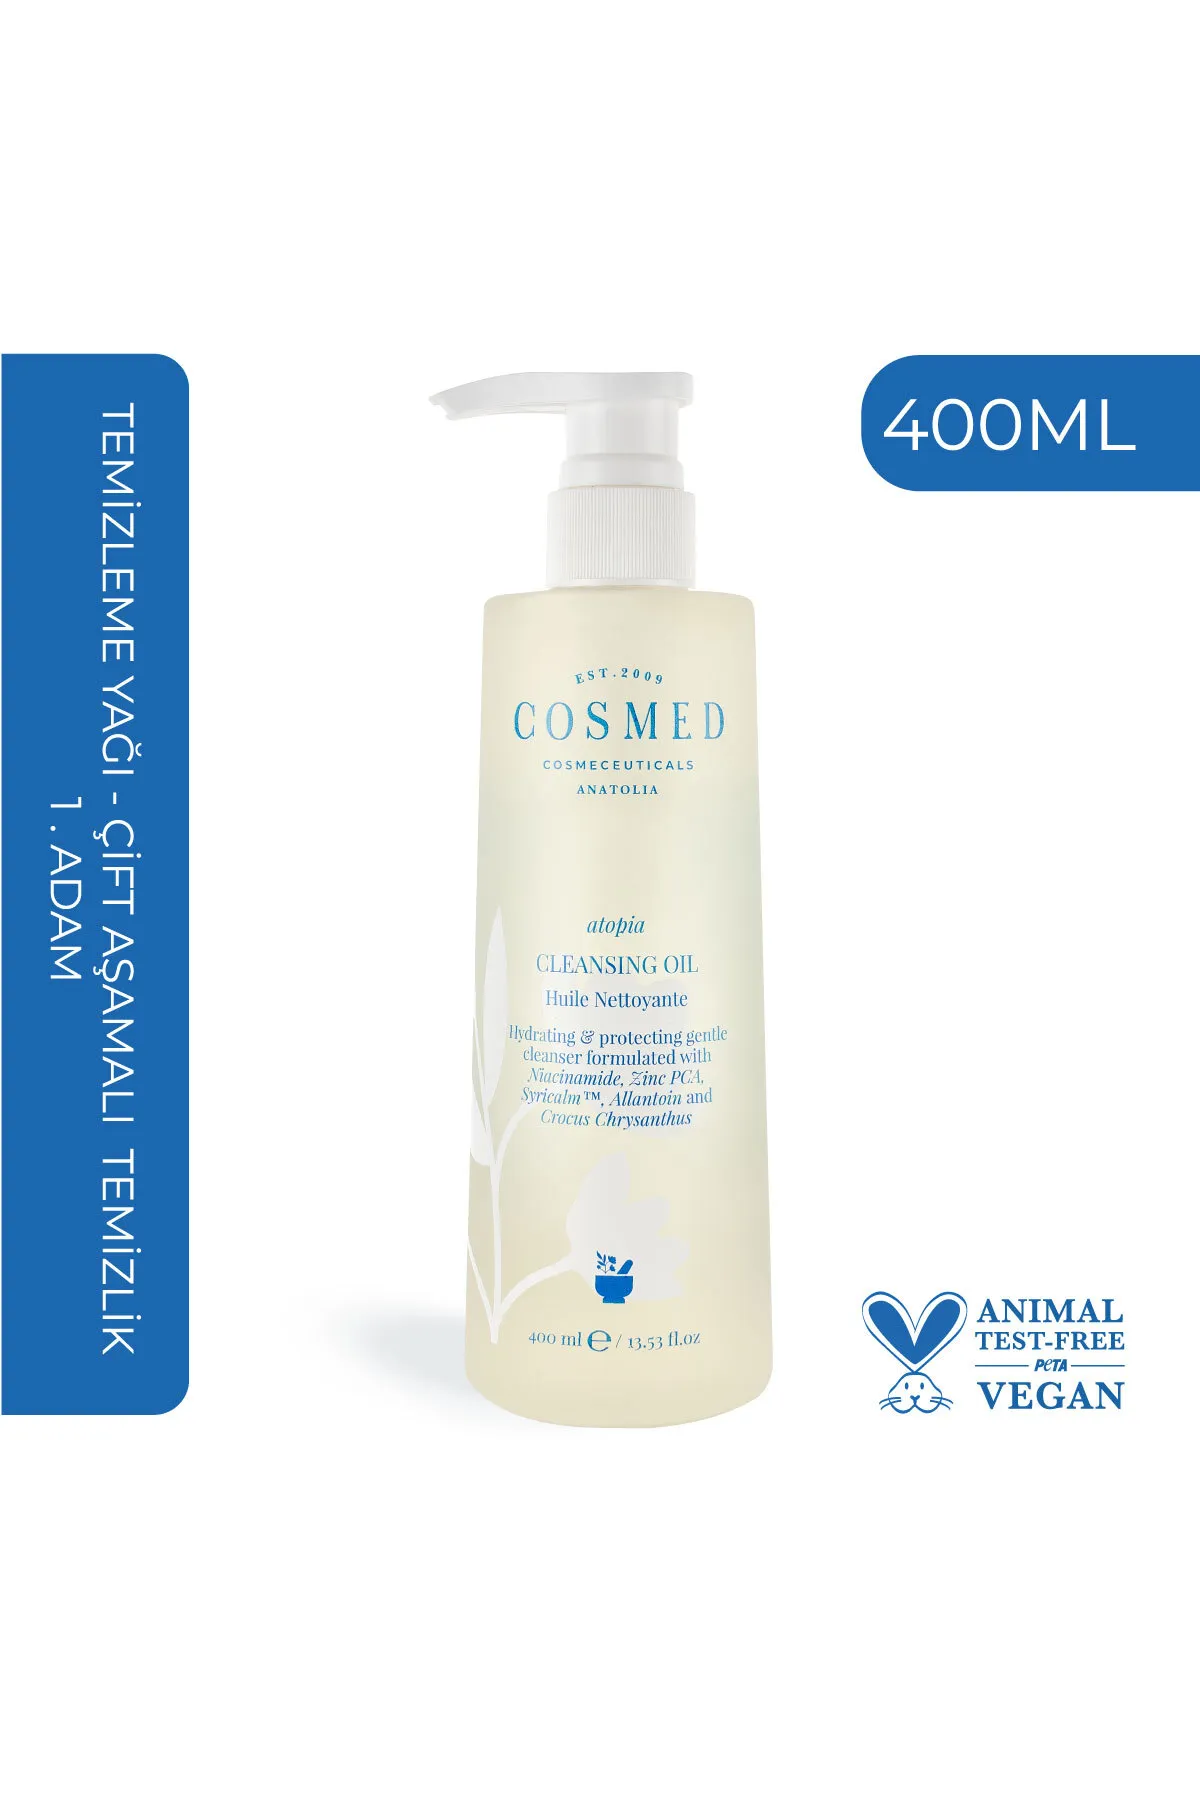 TEMİZLEME YAĞI - ÇİFT AŞAMALI TEMİZLİK
1. ADAM
400ML
EST. 2009
COSMED
COSMECEUTICALS
ANATOLIA
atopia
CLEANSING OIL
Huile Nettoyante
Hydrating & protecting gentle
cleanser formulated with
Niacinamide, Zinc PCA,
Syricalm™, Allantoin and
Crocus Chrysanthus
400 ml e / 13.53 fl.oz
ANIMAL
TEST-FREE
PETA
VEGAN